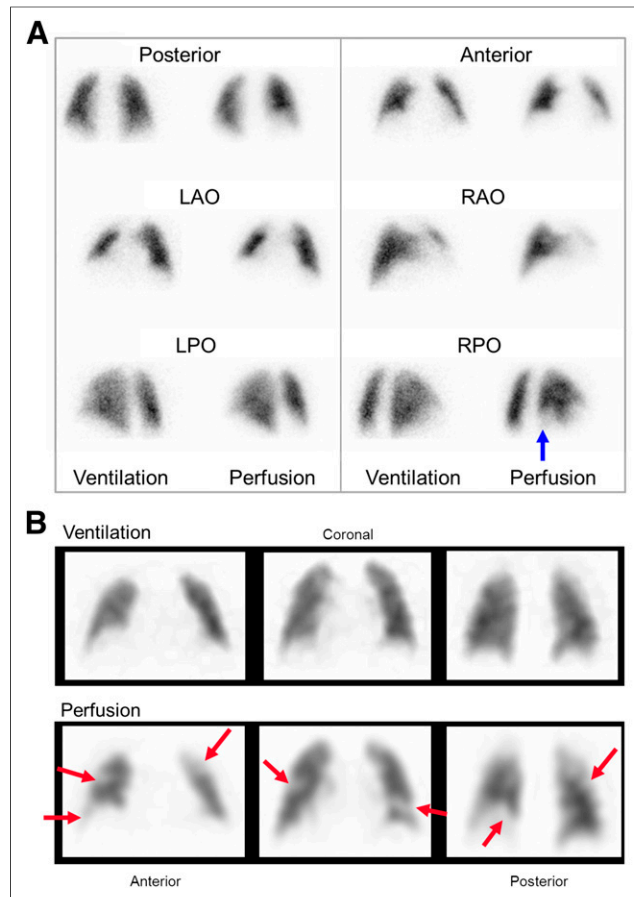 A
Posterior
Anterior
LAO
RAO
LPO
RPO
Ventilation
Perfusion
Ventilation
Perfusion
B
Ventilation
Coronal
Perfusion
Anterior
Posterior